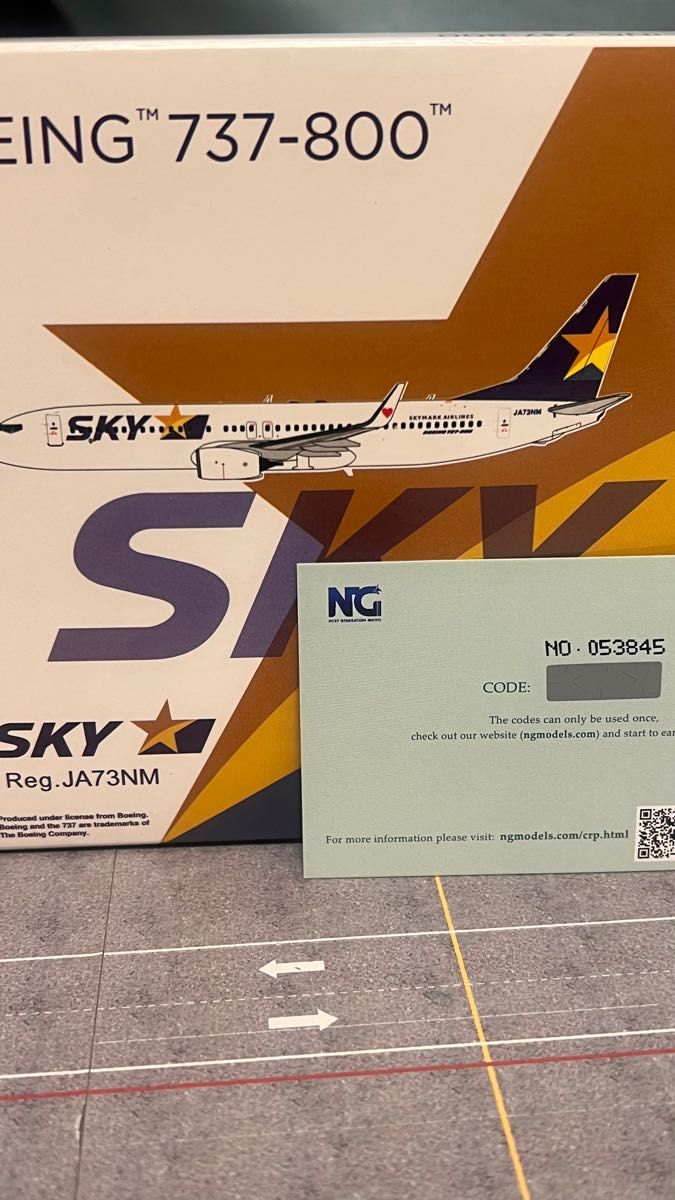 EING™ 737-800™
SKY
SKYMARK AIRLINES
BOEING 737-800
JA73NM
SKY
SKY
Reg.JA73NM
Produced under license from Boeing.
Boeing and the 737 are trademarks of
The Boeing Company.
NG
NEXT GENERATION MODEL
NO · 053845
CODE:
The codes can only be used once,
check out our website (ngmodels.com) and start to ear
For more information please visit: ngmodels.com/crp.html